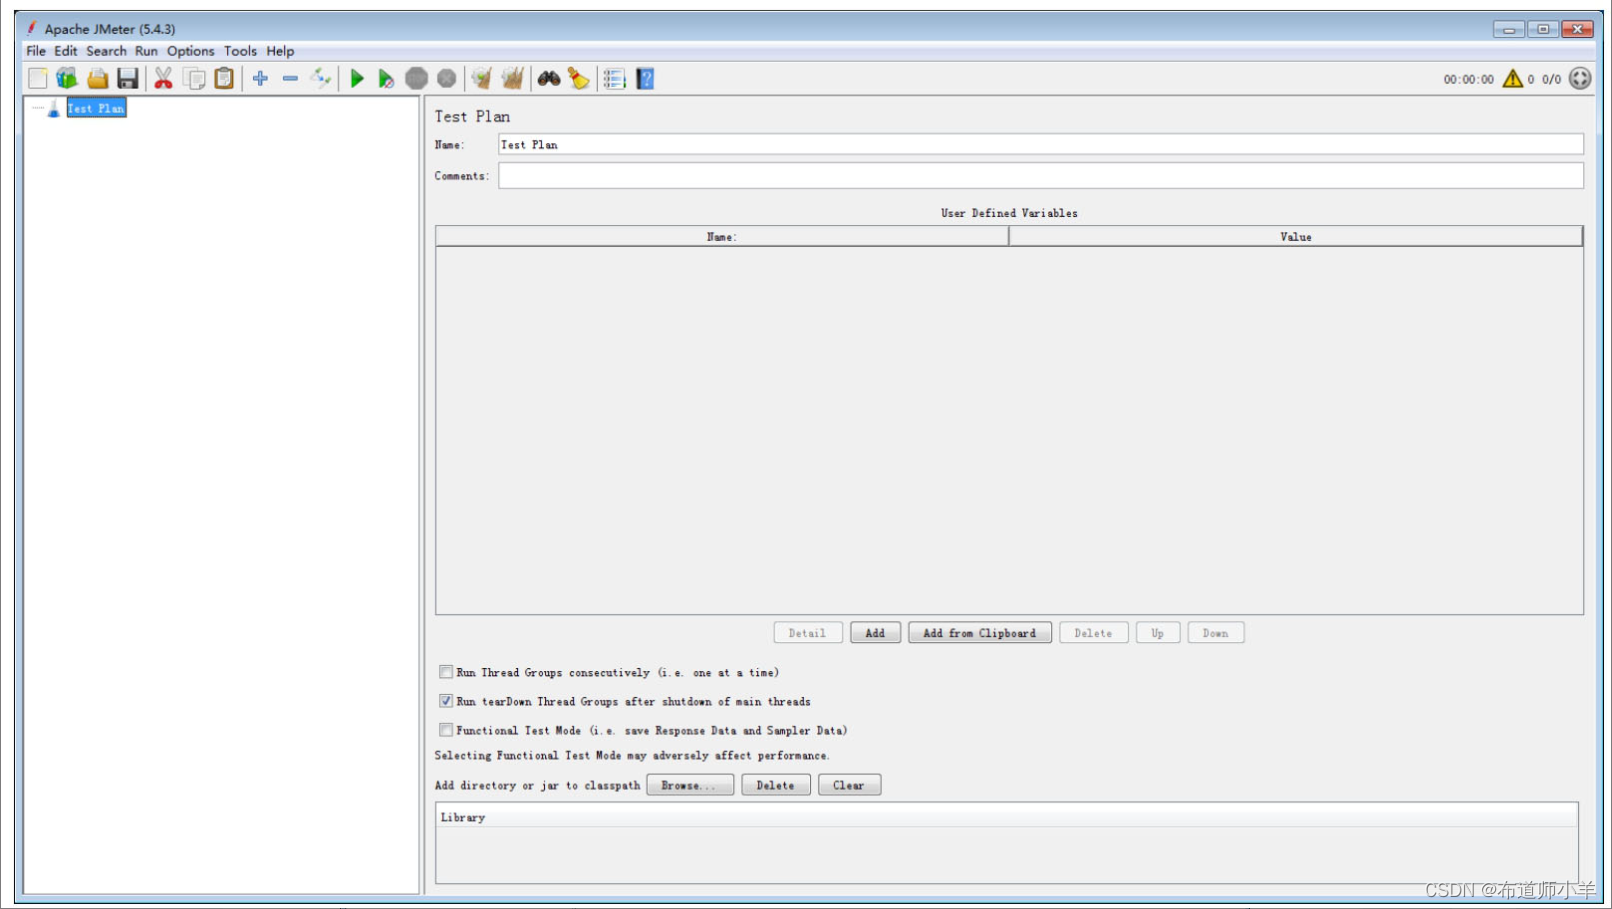 Apache JMeter (5.4.3)
File Edit Search Run Options Tools Help
00:00:00 0 0/0
Test Plan
Test Plan
Name: Test Plan
Comments:
User Defined Variables
Name: Value
Detail Add Add from Clipboard Delete Up Down
Run Thread Groups consecutively (i.e. one at a time)
Run tearDown Thread Groups after shutdown of main threads
Functional Test Mode (i.e. save Response Data and Sampler Data)
Selecting Functional Test Mode may adversely affect performance.
Add directory or jar to classpath Browse... Delete Clear
Library
CSDN @布道师小羊